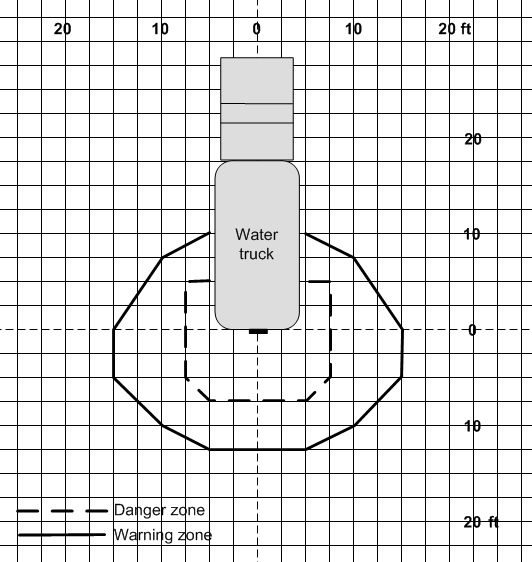 20 10 0 10 20 ft
20
10
Water
truck
0
10
Danger zone
20 ft
Warning zone